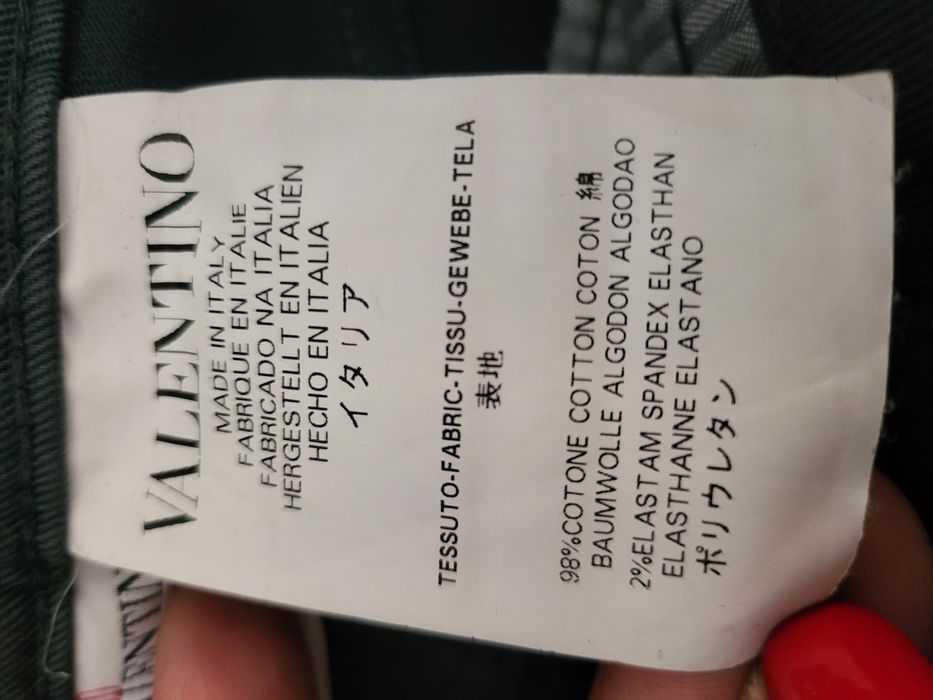 VALENTINO
MADE IN ITALY
FABRIQUE EN ITALIE
FABRICADO NA ITALIA
HERGESTELLT EN ITALIEN
HECHO EN ITALIA
イタリア
TESSUTO-FABRIC-TISSU-GEWEBE-TELA
表地
98%COTONE COTTON COTON 綿
BAUMWOLLE ALGODON ALGODAO
2%ELASTAM SPANDEX ELASTHAN
ELASTHANNE ELASTANO
ポリウレタン